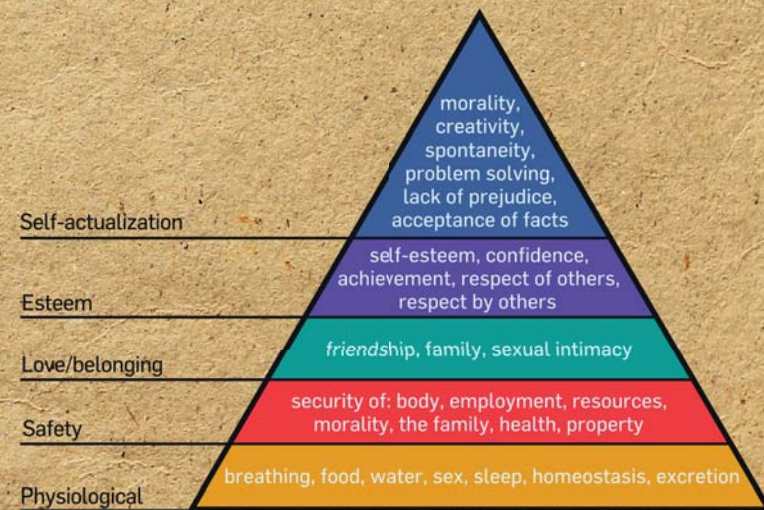 morality,
creativity,
spontaneity,
problem solving,
lack of prejudice,
acceptance of facts
Self-actualization
self-esteem, confidence,
achievement, respect of others,
respect by others
Esteem
friendship, family, sexual intimacy
Love/belonging
security of: body, employment, resources,
morality, the family, health, property
Safety
breathing, food, water, sex, sleep, homeostasis, excretion
Physiological